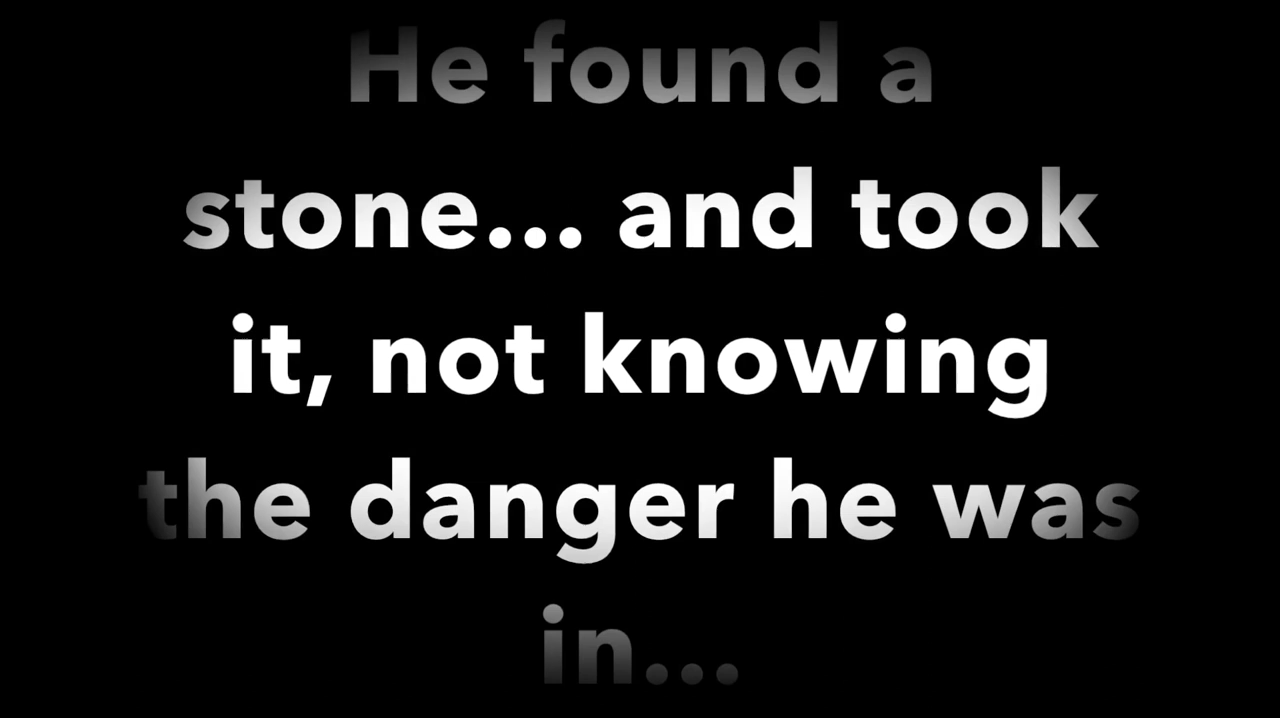 He found a
stone... and took
it, not knowing
the danger he was
in...